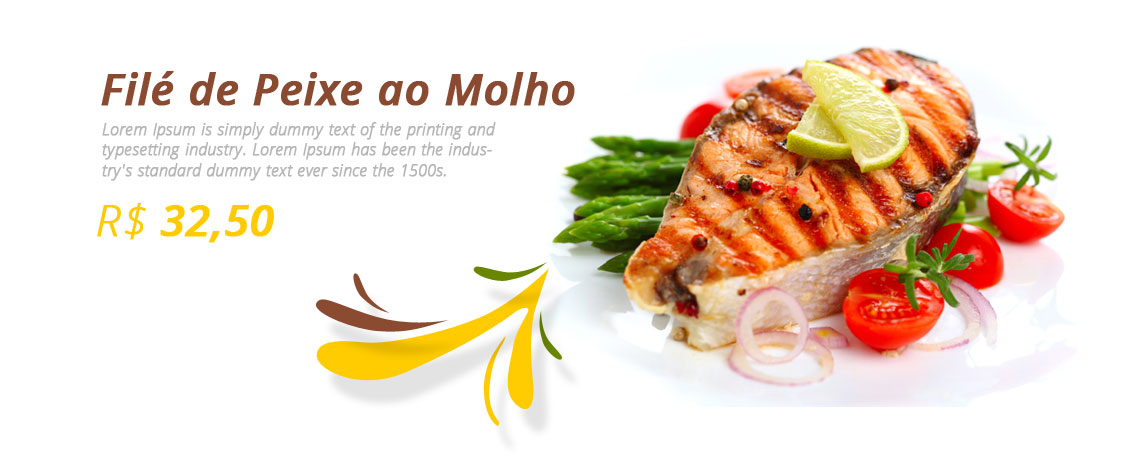 Filé de Peixe ao Molho
Lorem Ipsum is simply dummy text of the printing and
typesetting industry. Lorem Ipsum has been the indus-
try's standard dummy text ever since the 1500s.
R$ 32,50